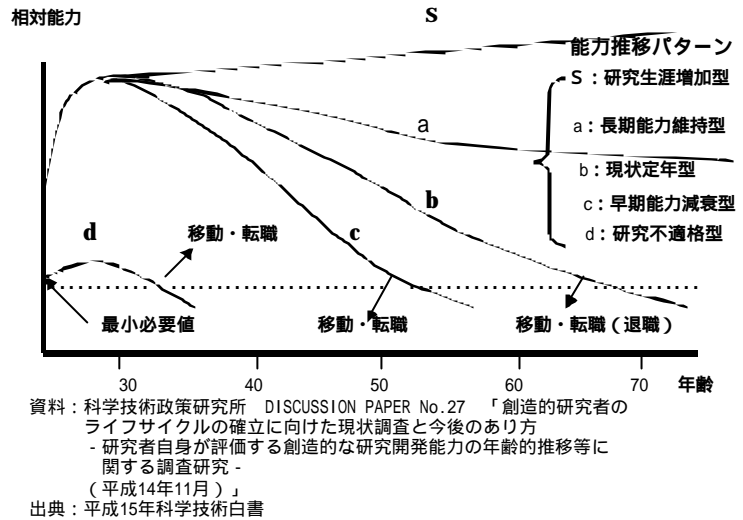 相対能力
S
能力推移パターン
S：研究生涯増加型
a
a：長期能力維持型
b：現状定年型
b
c：早期能力減衰型
d
移動・転職
c
d：研究不適格型
最小必要値
移動・転職
移動・転職（退職）
30 40 50 60 70 年齢
資料：科学技術政策研究所 DISCUSSION PAPER No.27 「創造的研究者の
ライフサイクルの確立に向けた現状調査と今後のあり方
- 研究者自身が評価する創造的な研究開発能力の年齢的推移等に
関する調査研究 -
（平成14年11月）」
出典：平成15年科学技術白書